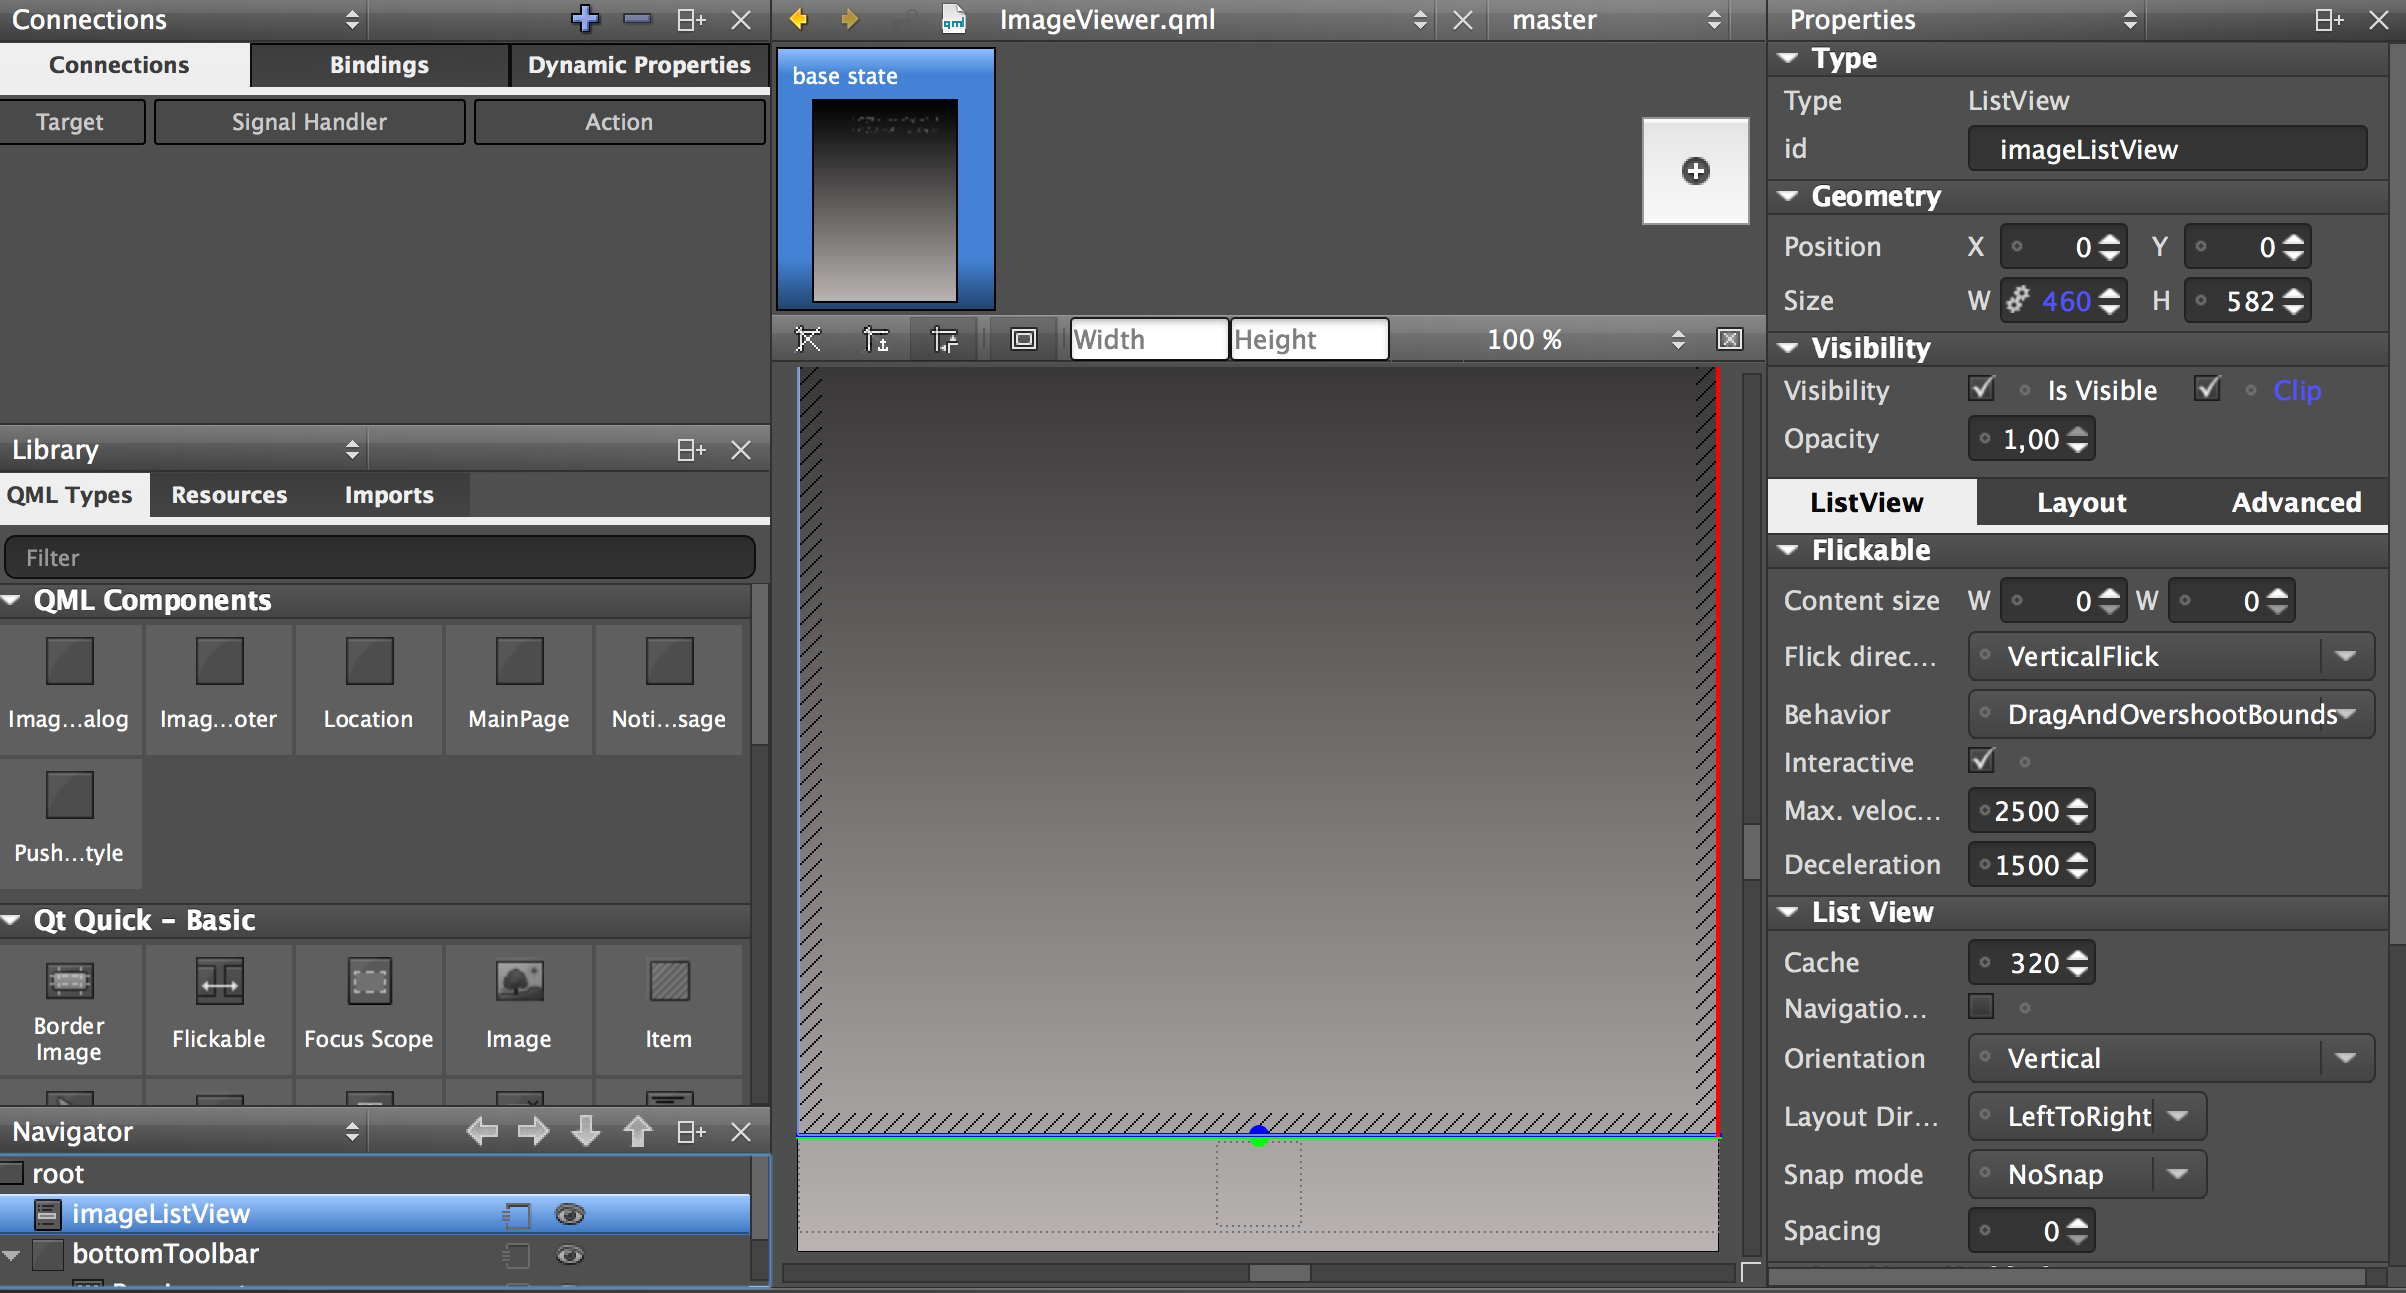 Connections
Connections Bindings Dynamic Properties
Target Signal Handler Action
Library
QML Types Resources Imports
Filter
QML Components
Imag...alog Imag...oter Location MainPage Noti...sage
Push...tyle
Qt Quick - Basic
Border Image Flickable Focus Scope Image Item
Navigator
root
imageListView
bottomToolbar
qml ImageViewer.qml master
base state
Width Height 100 %
Properties
Type
Type ListView
id imageListView
Geometry
Position X 0 Y 0
Size W 460 H 582
Visibility
Visibility Is Visible Clip
Opacity 1,00
ListView Layout Advanced
Flickable
Content size W 0 W 0
Flick direc... VerticalFlick
Behavior DragAndOvershootBounds
Interactive
Max. veloc... 2500
Deceleration 1500
List View
Cache 320
Navigatio...
Orientation Vertical
Layout Dir... LeftToRight
Snap mode NoSnap
Spacing 0